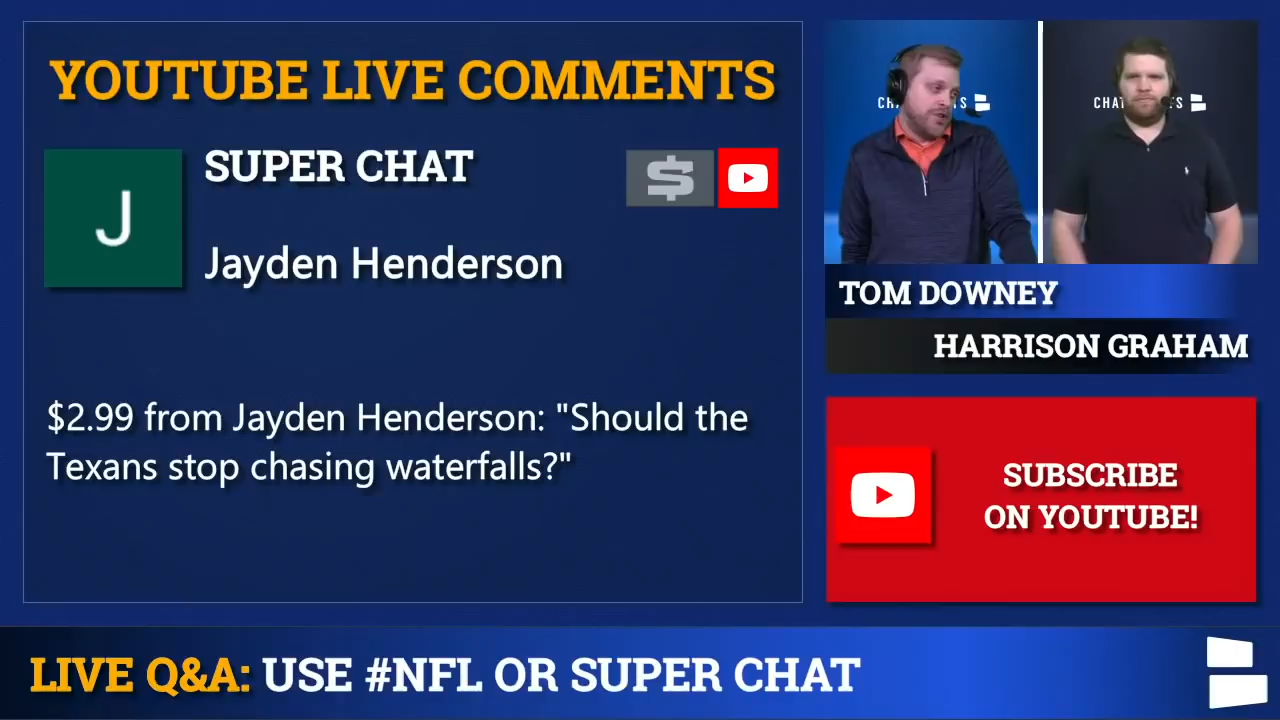 YOUTUBE LIVE COMMENTS
J
SUPER CHAT
$
Jayden Henderson
$2.99 from Jayden Henderson: "Should the
Texans stop chasing waterfalls?"
TOM DOWNEY
HARRISON GRAHAM
SUBSCRIBE
ON YOUTUBE!
LIVE Q&A: USE #NFL OR SUPER CHAT